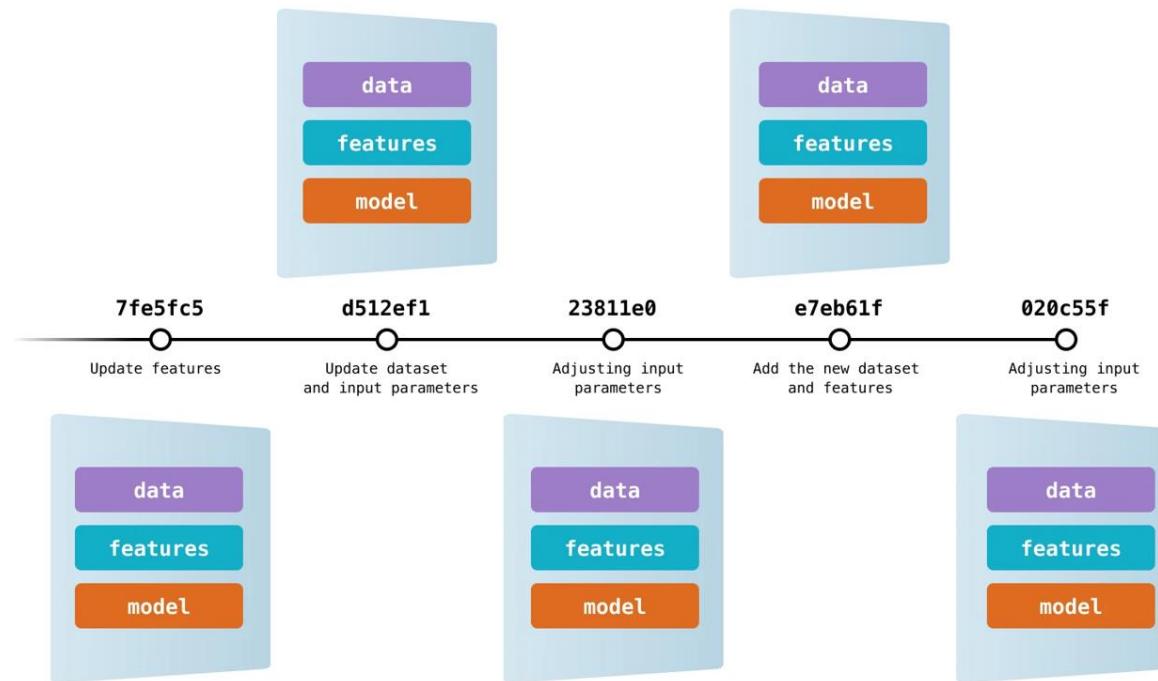 data
data
features
features
model
model
7fe5fc5
d512ef1
23811e0
e7eb61f
020c55f
Update features
Update dataset
and input parameters
Adjusting input
parameters
Add the new dataset
and features
Adjusting input
parameters
data
data
data
features
features
features
model
model
model